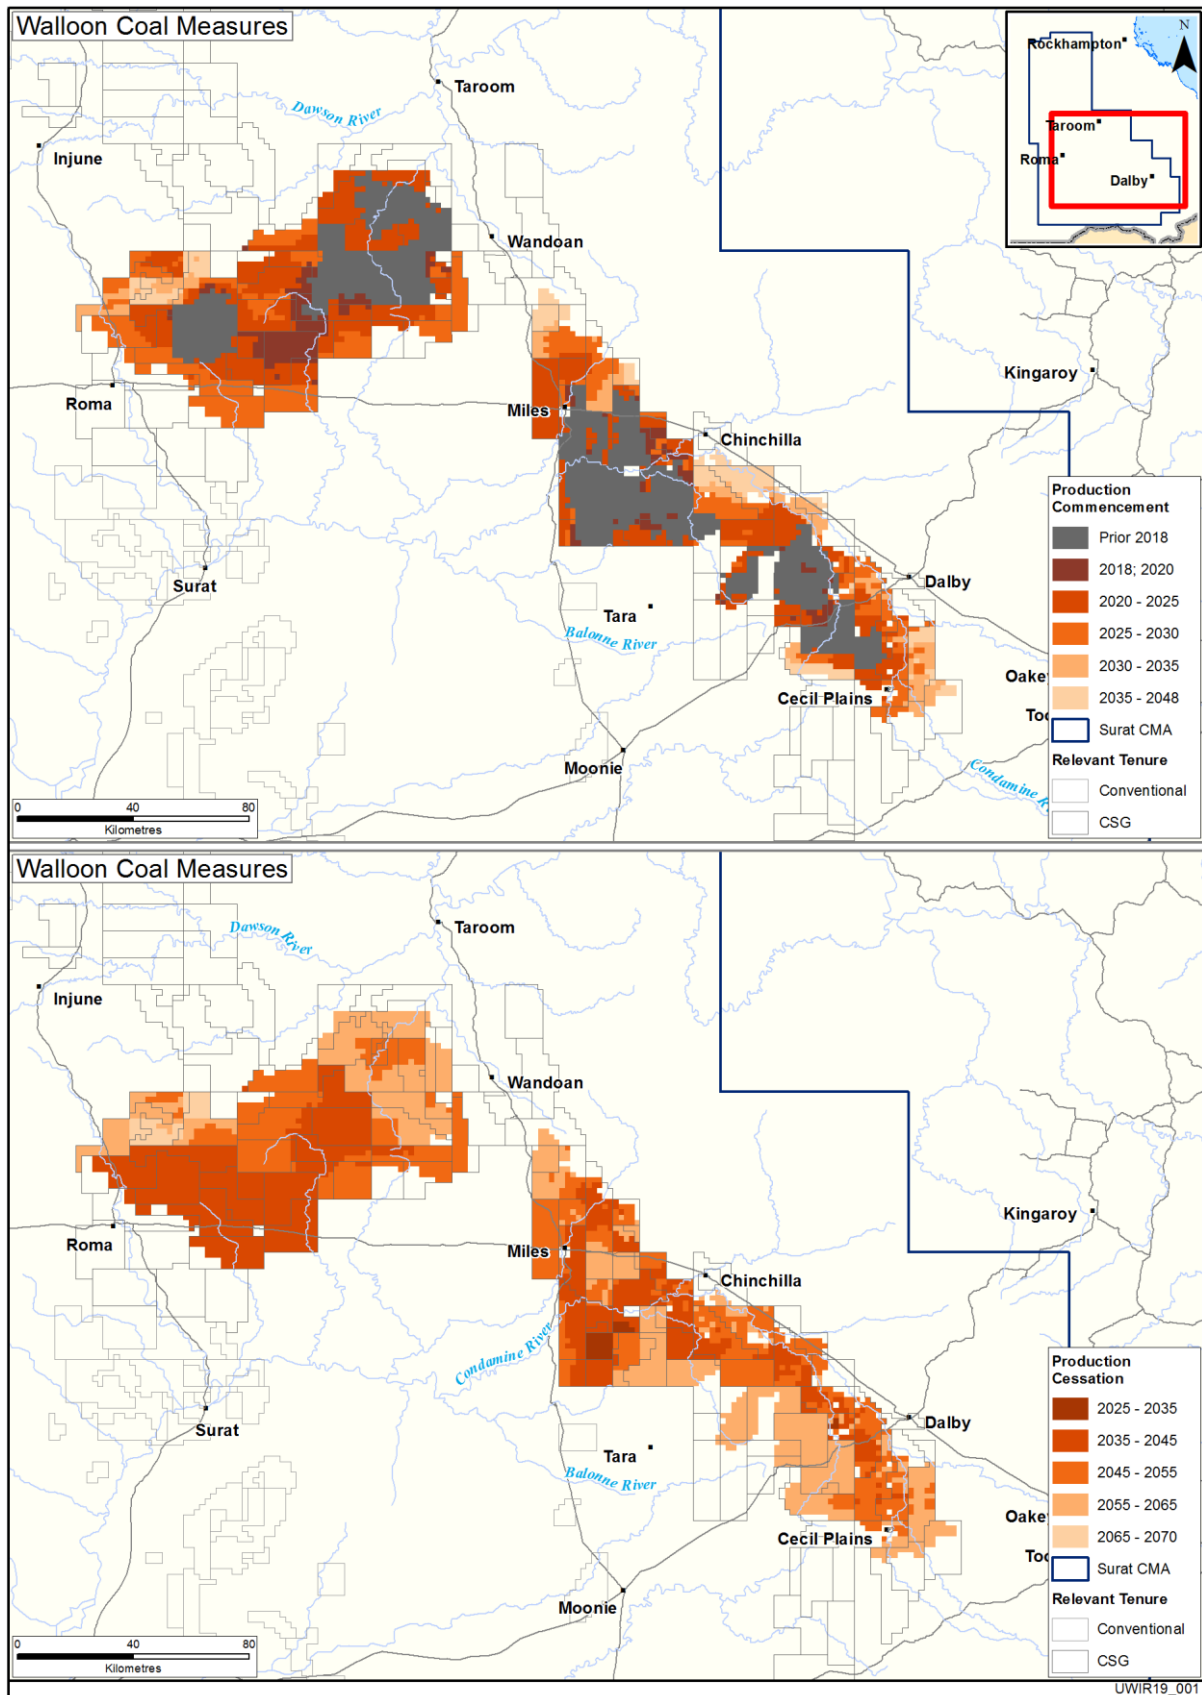 Walloon Coal Measures
Rockhampton
N
Taroom
Roma
Dalby
Taroom
Dawson River
Injune
Wandoan
Kingaroy
Roma
Miles
Chinchilla
Surat
Tara
Dalby
Balonne River
Cecil Plains
Oake
Too
Moonie
Condamine R
Production
Commencement
Prior 2018
2018; 2020
2020 - 2025
2025 - 2030
2030 - 2035
2035 - 2048
Surat CMA
Relevant Tenure
Conventional
CSG
0 40 80
Kilometres
Walloon Coal Measures
Taroom
Dawson River
Injune
Wandoan
Kingaroy
Roma
Miles
Chinchilla
Condamine River
Surat
Tara
Dalby
Balonne River
Cecil Plains
Oake
Too
Moonie
Production
Cessation
2025 - 2035
2035 - 2045
2045 - 2055
2055 - 2065
2065 - 2070
Surat CMA
Relevant Tenure
Conventional
CSG
0 40 80
Kilometres
UWIR19_001